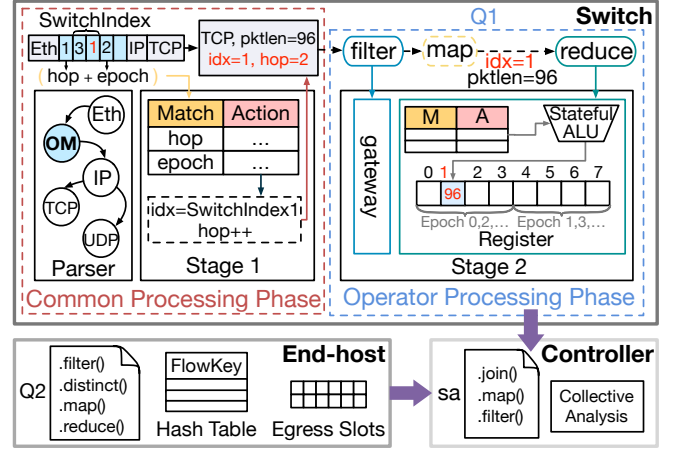 SwitchIndex
Q1
Switch
Eth 1 3 1 2 IP TCP
TCP, pktlen=96
idx=1, hop=2
filter
map
reduce
idx=1
pktlen=96
(hop + epoch)
Eth
OM
IP
TCP
UDP
Parser
Match Action
hop ...
epoch ...
idx=SwitchIndex1
hop++
Stage 1
gateway
M A
Stateful
ALU
0 1 2 3 4 5 6 7
96
Epoch 0,2,... Epoch 1,3,...
Register
Stage 2
Common Processing Phase
Operator Processing Phase
End-host
Q2
.filter()
.distinct()
.map()
.reduce()
FlowKey
Hash Table
Egress Slots
Controller
sa
.join()
.map()
.filter()
Collective
Analysis